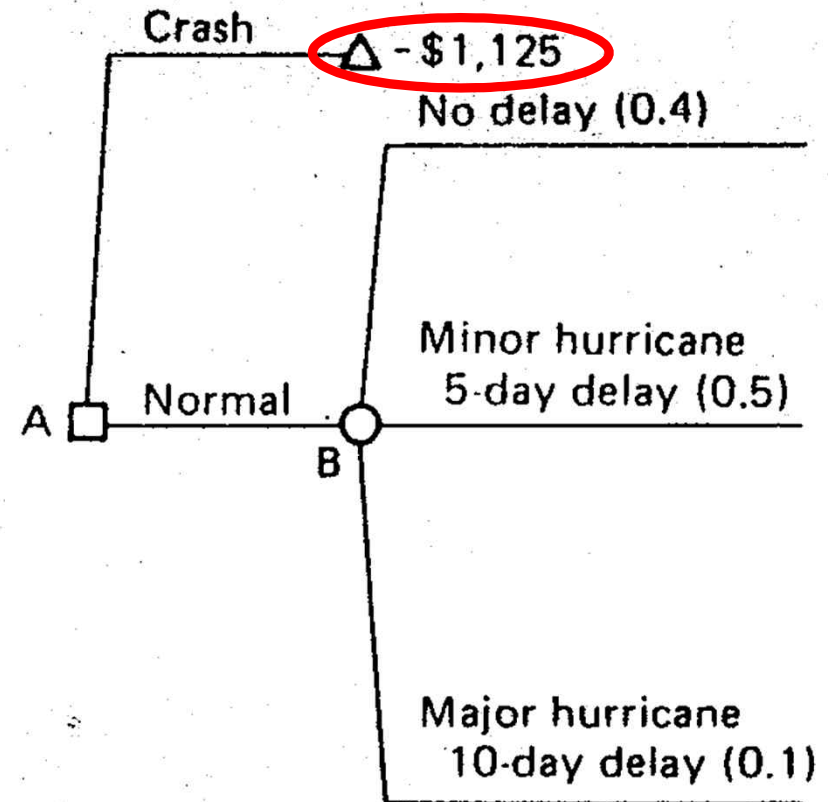 Crash
- $1,125
No delay (0.4)
Minor hurricane
5-day delay (0.5)
A
Normal
B
Major hurricane
10-day delay (0.1)